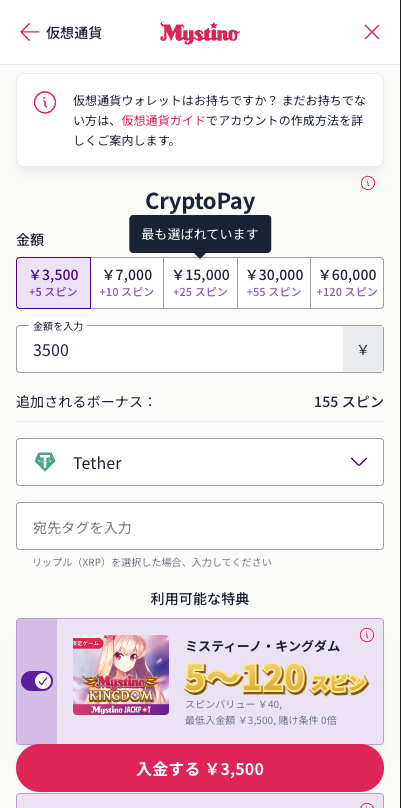 仮想通貨
Mystino
仮想通貨ウォレットはお持ちですか？ まだお持ちでな
い方は、仮想通貨ガイドでアカウントの作成方法を詳
しくご案内します。
CryptoPay
最も選ばれています
金額
￥3,500
+5 スピン
￥7,000
+10 スピン
￥15,000
+25 スピン
￥30,000
+55 スピン
￥60,000
+120 スピン
金額を入力
3500
¥
追加されるボーナス：
155 スピン
Tether
宛先タグを入力
リップル（XRP）を選択した場合、入力してください
利用可能な特典
限定ゲーム
Mystino
KINGDOM
Mystino JACKP★T
ミスティーノ・キングダム
5〜120 スピン
スピンバリュー ￥40,
最低入金額 ￥3,500, 賭け条件 0倍
入金する ￥3,500